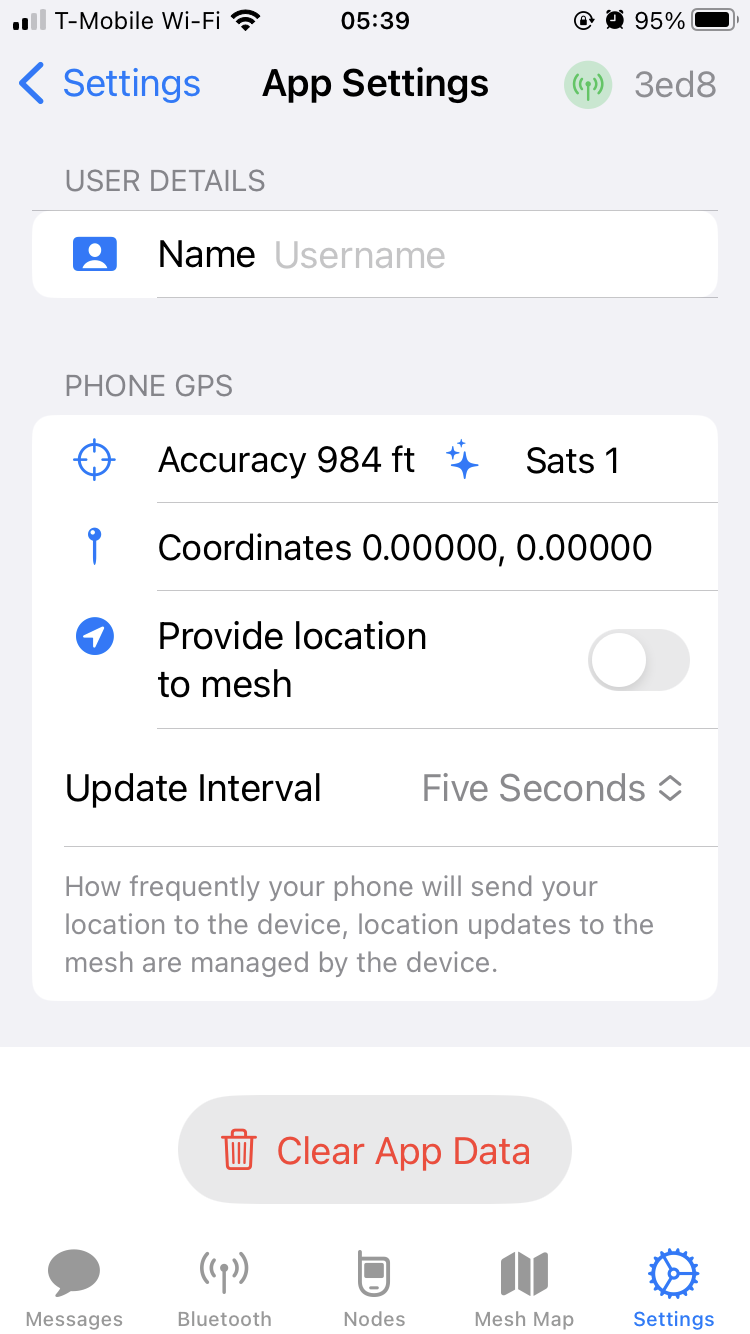 T-Mobile Wi-Fi 05:39 95%
Settings App Settings 3ed8
USER DETAILS
Name Username
PHONE GPS
Accuracy 984 ft Sats 1
Coordinates 0.00000, 0.00000
Provide location
to mesh
Update Interval Five Seconds
How frequently your phone will send your
location to the device, location updates to the
mesh are managed by the device.
Clear App Data
Messages Bluetooth Nodes Mesh Map Settings